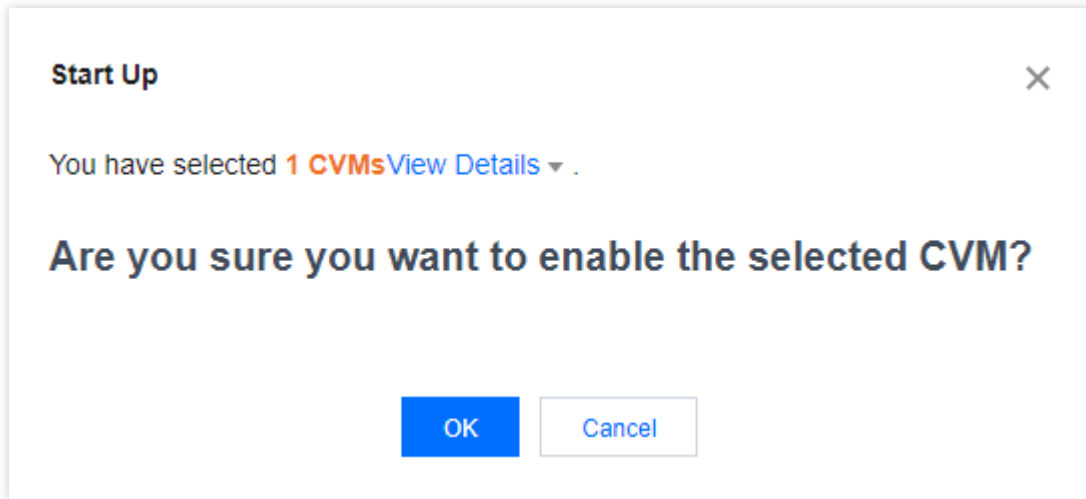 Start Up
You have selected 1 CVMsView Details .
Are you sure you want to enable the selected CVM?
OK
Cancel